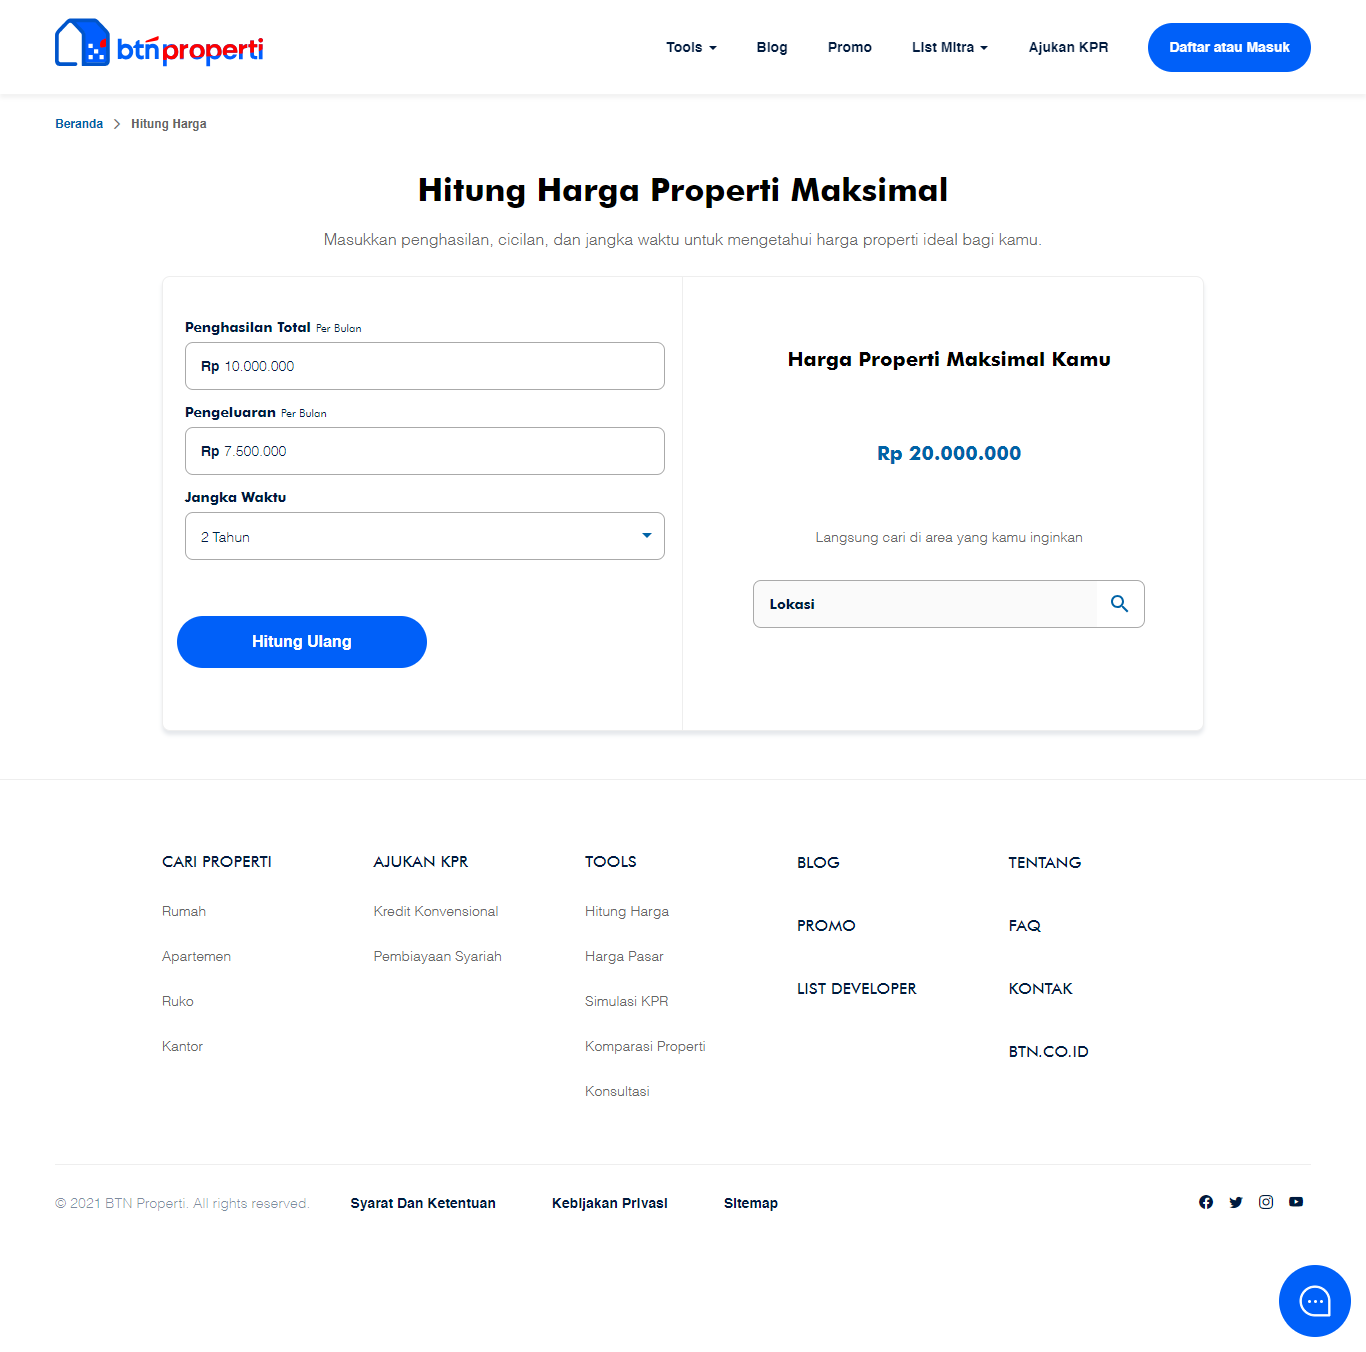 btnproperti
Tools
Blog
Promo
List Mitra
Ajukan KPR
Daftar atau Masuk
Beranda
Hitung Harga
Hitung Harga Properti Maksimal
Masukkan penghasilan, cicilan, dan jangka waktu untuk mengetahui harga properti ideal bagi kamu.
Penghasilan Total Per Bulan
Rp 10.000.000
Pengeluaran Per Bulan
Rp 7.500.000
Jangka Waktu
2 Tahun
Hitung Ulang
Harga Properti Maksimal Kamu
Rp 20.000.000
Langsung cari di area yang kamu inginkan
Lokasi
CARI PROPERTI
Rumah
Apartemen
Ruko
Kantor
AJUKAN KPR
Kredit Konvensional
Pembiayaan Syariah
TOOLS
Hitung Harga
Harga Pasar
Simulasi KPR
Komparasi Properti
Konsultasi
BLOG
PROMO
LIST DEVELOPER
TENTANG
FAQ
KONTAK
BTN.CO.ID
© 2021 BTN Properti. All rights reserved.
Syarat Dan Ketentuan
Kebijakan Privasi
Sitemap